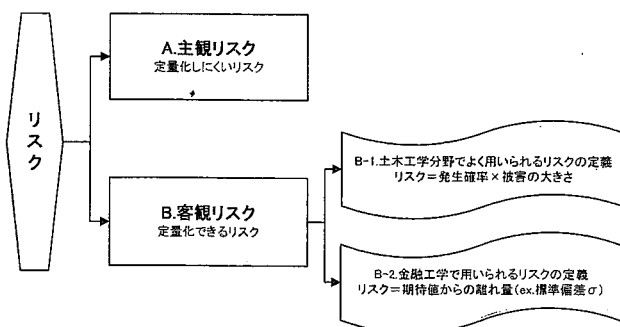 リスク
A.主観リスク
定量化しにくいリスク
B.客観リスク
定量化できるリスク
B-1.土木工学分野でよく用いられるリスクの定義
リスク=発生確率×被害の大きさ
B-2.金融工学で用いられるリスクの定義
リスク=期待値からの離れ量(ex.標準偏差σ)